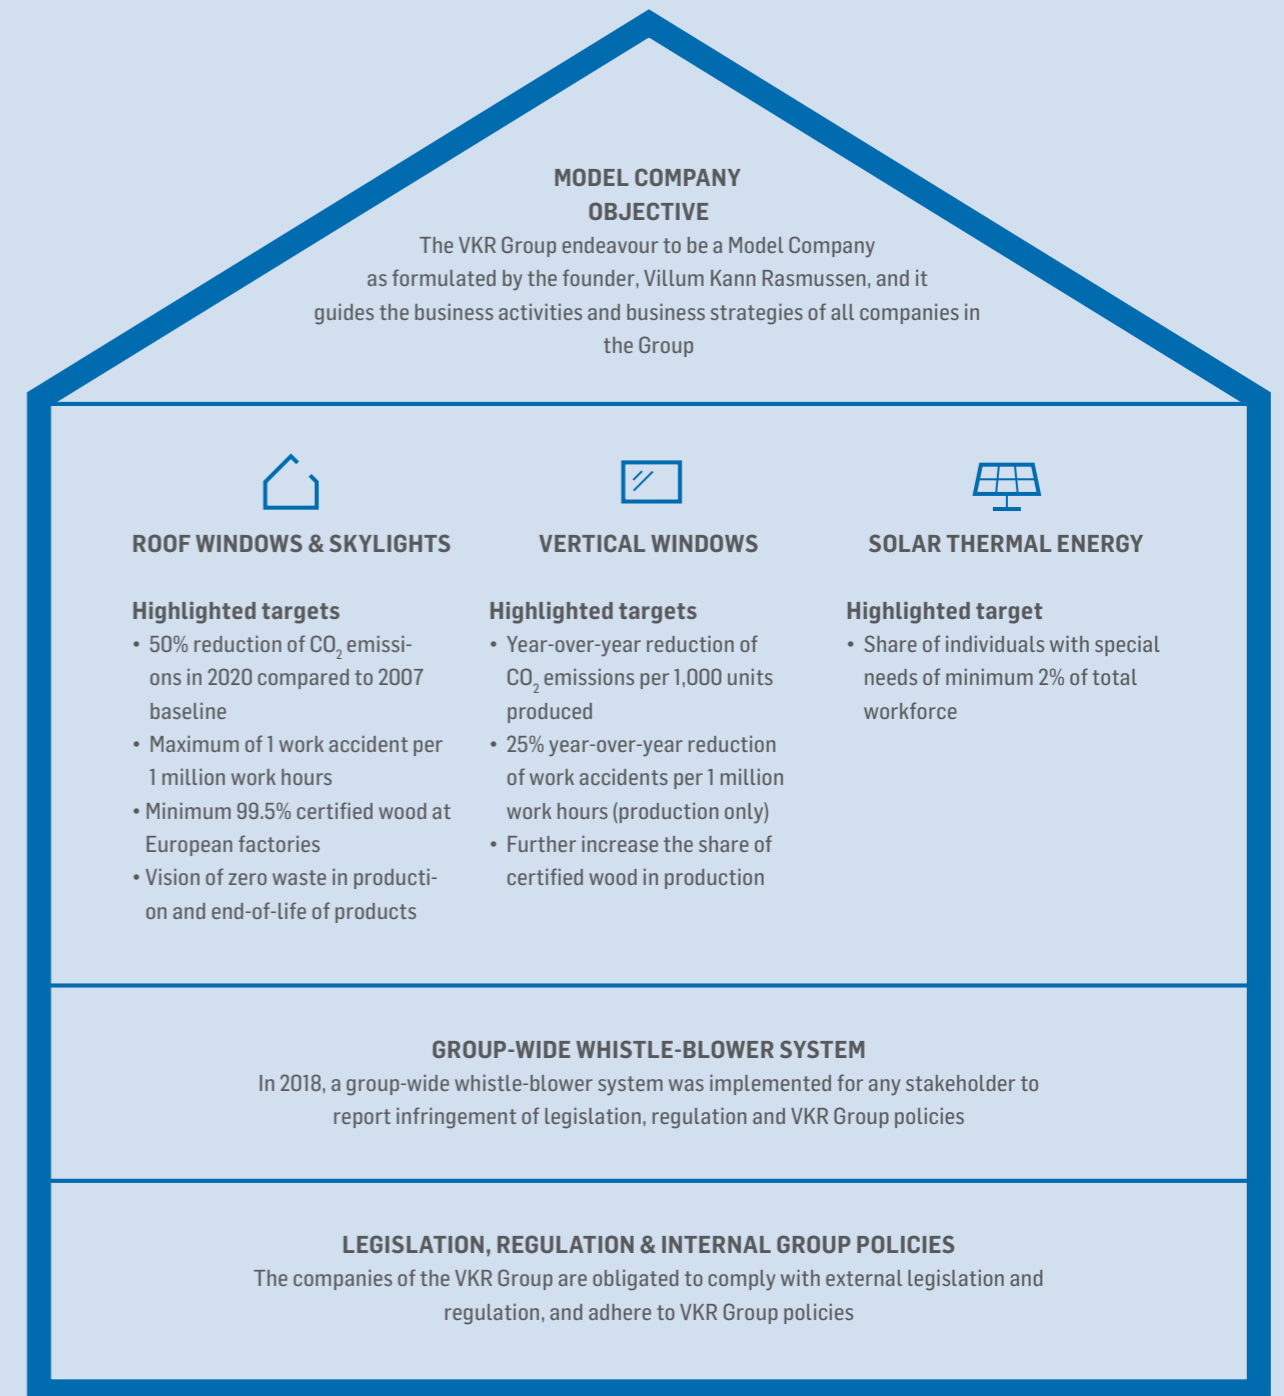 MODEL COMPANY
OBJECTIVE
The VKR Group endeavour to be a Model Company
as formulated by the founder, Villum Kann Rasmussen, and it
guides the business activities and business strategies of all companies in
the Group
ROOF WINDOWS & SKYLIGHTS
Highlighted targets
• 50% reduction of CO₂ emissi-
ons in 2020 compared to 2007
baseline
• Maximum of 1 work accident per
1 million work hours
• Minimum 99.5% certified wood at
European factories
• Vision of zero waste in producti-
on and end-of-life of products
VERTICAL WINDOWS
Highlighted targets
• Year-over-year reduction of
CO₂ emissions per 1,000 units
produced
• 25% year-over-year reduction
of work accidents per 1 million
work hours (production only)
• Further increase the share of
certified wood in production
SOLAR THERMAL ENERGY
Highlighted target
• Share of individuals with special
needs of minimum 2% of total
workforce
GROUP-WIDE WHISTLE-BLOWER SYSTEM
In 2018, a group-wide whistle-blower system was implemented for any stakeholder to
report infringement of legislation, regulation and VKR Group policies
LEGISLATION, REGULATION & INTERNAL GROUP POLICIES
The companies of the VKR Group are obligated to comply with external legislation and
regulation, and adhere to VKR Group policies